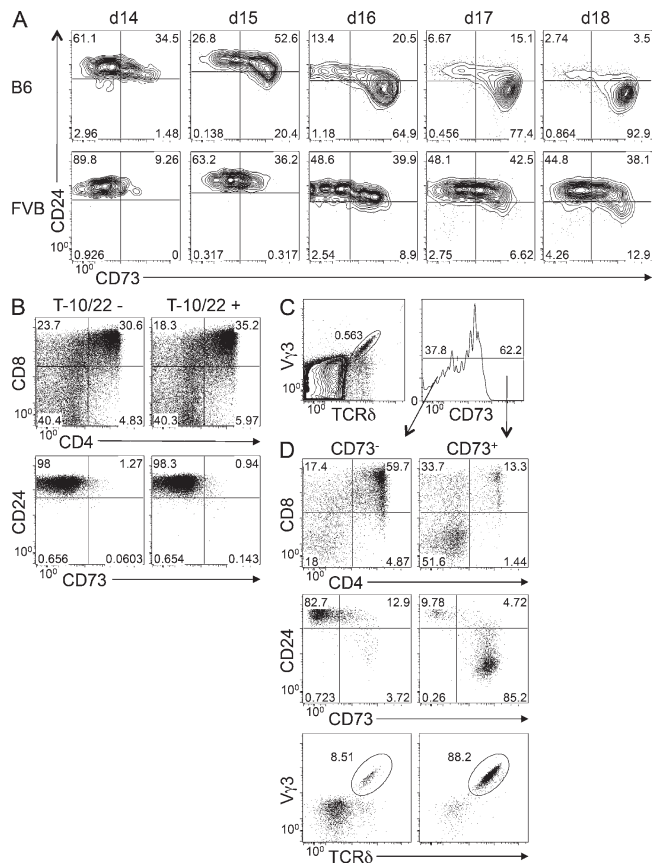 A
d14 d15 d16 d17 d18
B6
61.1 34.5 26.8 52.6 13.4 20.5 6.67 15.1 2.74 3.5
2.96 1.48 0.138 20.4 1.18 64.9 0.456 77.4 0.864 92.9
FVB
89.8 9.26 63.2 36.2 48.6 39.9 48.1 42.5 44.8 38.1
0.926 0 0.317 0.317 2.54 8.9 2.75 6.62 4.26 12.9
CD24
10⁰
10⁰
CD73
B
T-10/22 - T-10/22 +
23.7 30.6 18.3 35.2
CD8
10⁰
40.4 4.83 40.3 5.97
10⁰
CD4
98 1.27 98.3 0.94
CD24
10⁰
0.656 0.0603 0.654 0.143
10⁰
CD73
C
0.563
Vγ3
10⁰
10⁰
TCRδ
37.8 62.2
0
10⁰
CD73
D
CD73⁻ CD73⁺
17.4 59.7 33.7 13.3
CD8
10⁰
18 4.87 51.6 1.44
10⁰
CD4
82.7 12.9 9.78 4.72
CD24
10⁰
0.723 3.72 0.26 85.2
10⁰
CD73
8.51 88.2
Vγ3
10⁰
10⁰
TCRδ